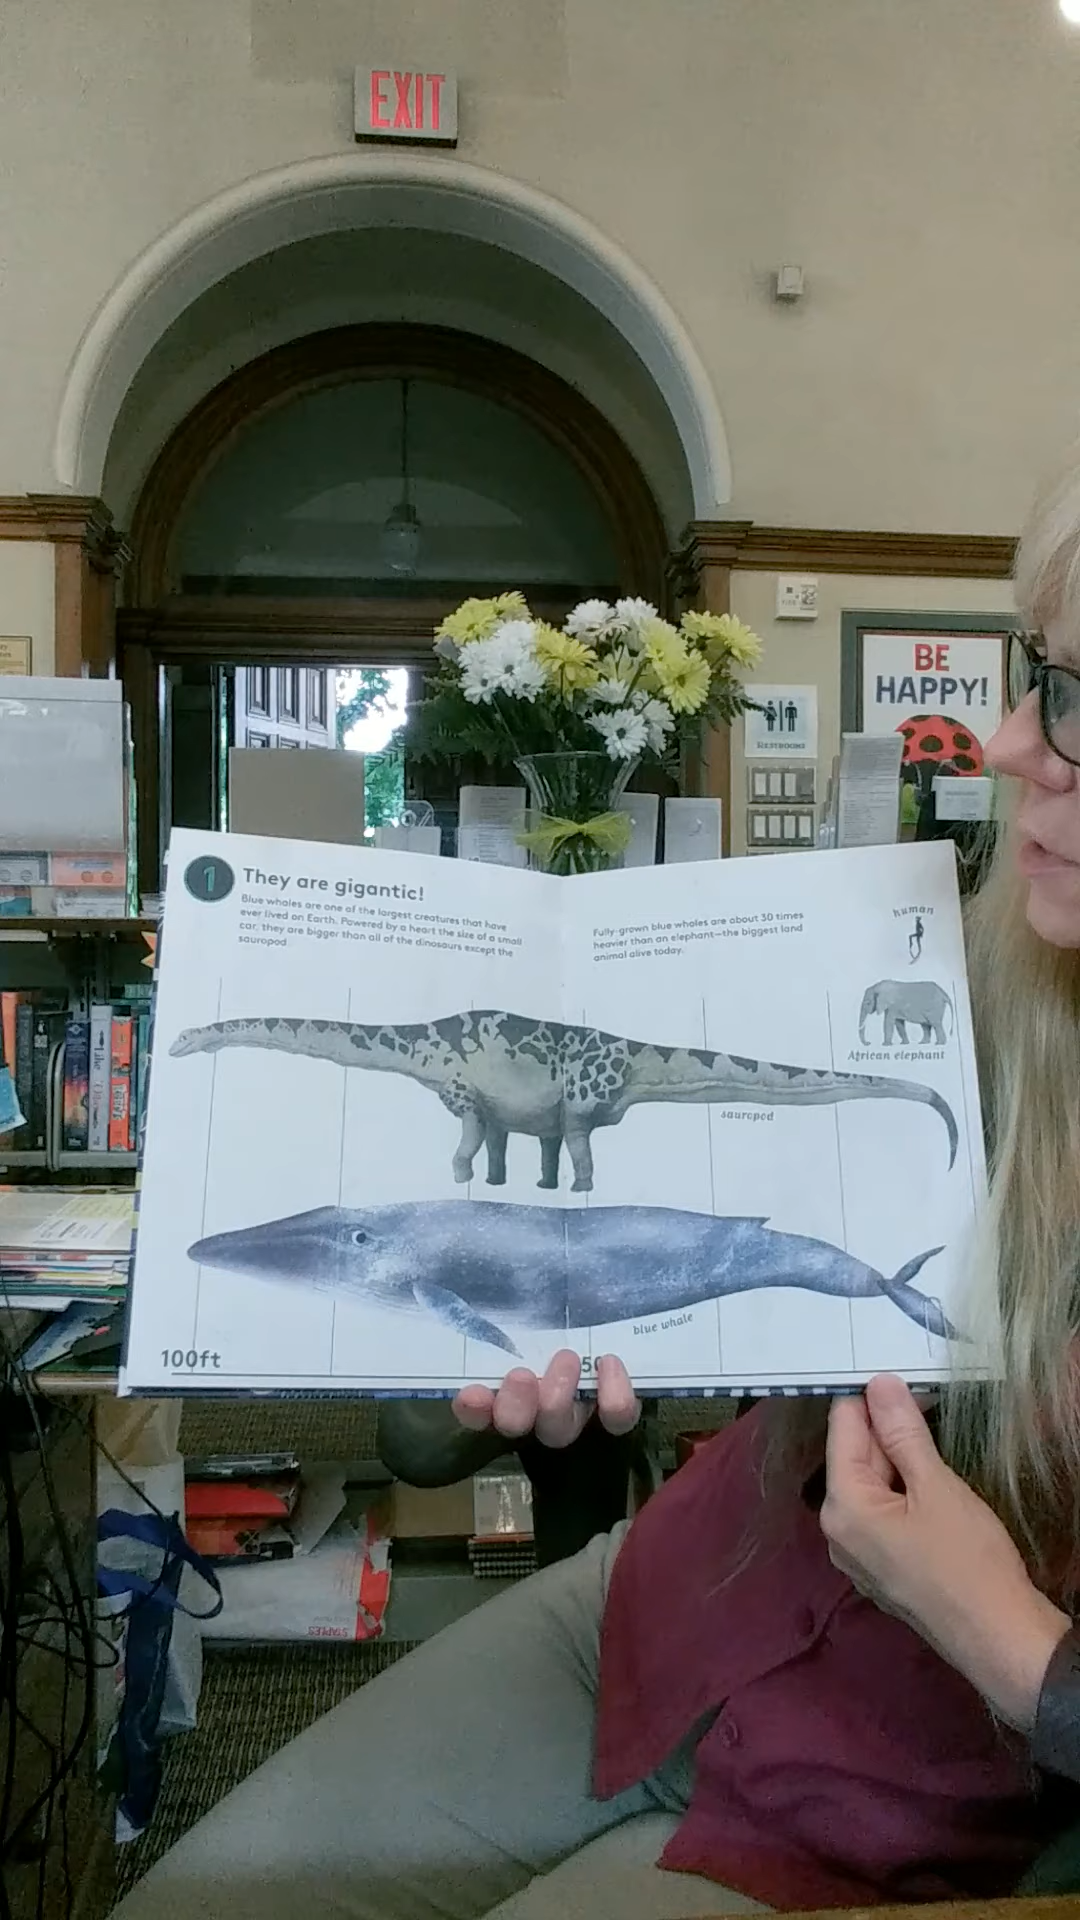 EXIT
BE
HAPPY!
RESTROOMS
1
They are gigantic!
Blue whales are one of the largest creatures that have
ever lived on Earth. Powered by a heart the size of a small
car, they are bigger than all of the dinosaurs except the
sauropod.
Fully-grown blue whales are about 30 times
heavier than an elephant—the biggest land
animal alive today.
human
African elephant
sauropod
blue whale
100ft
50
STAPLES